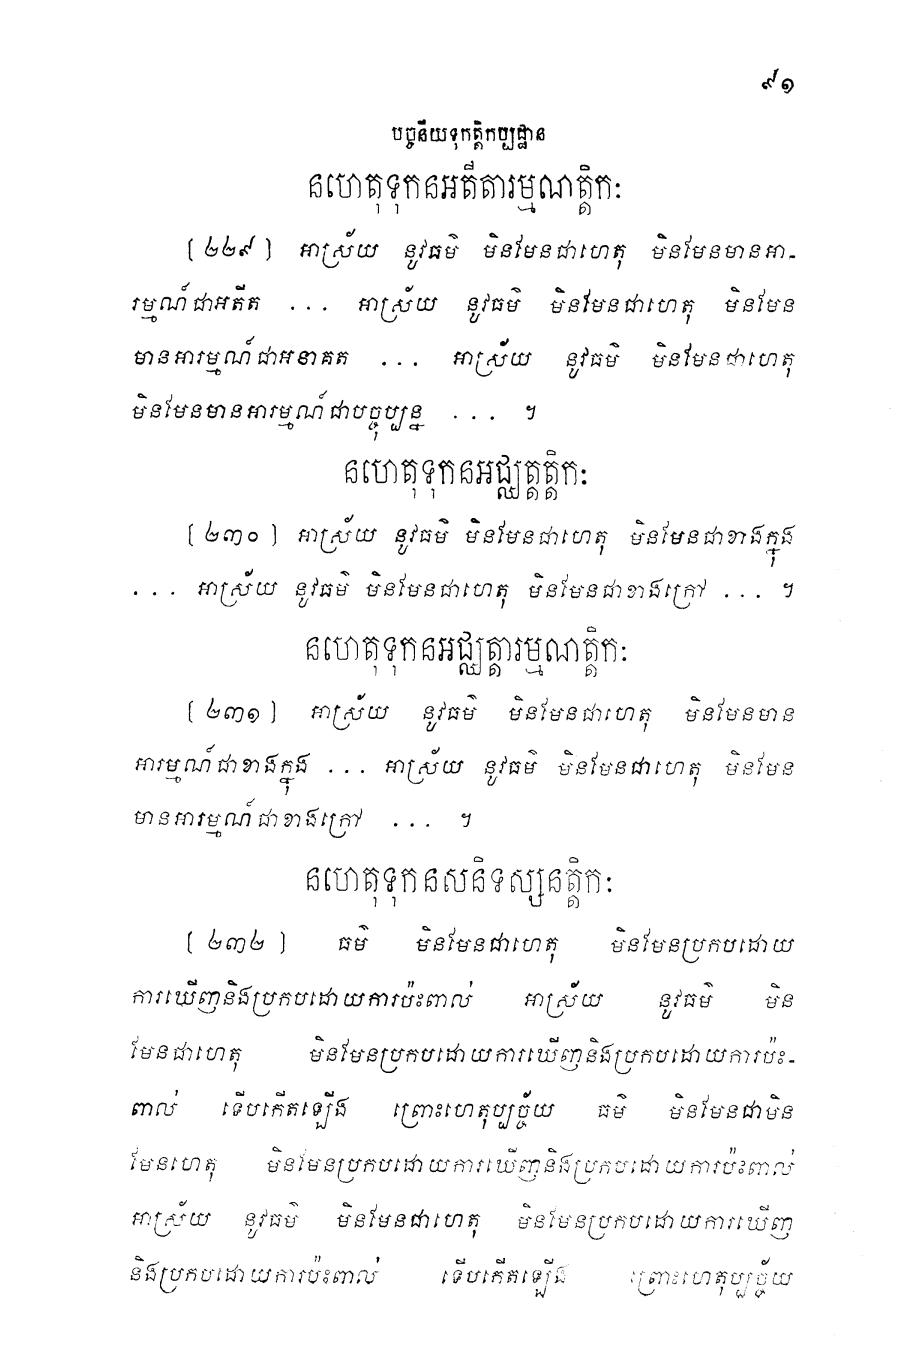 ៩១
បច្ចនីយទុកត្តិកប្បដ្ឋាន
នហេតុទុកនអតីតារម្មណត្តិកៈ
[២២៩] អាស្រ័យ នូវធម៌ មិនមែនជាហេតុ មិនមែនមានអា-
រម្មណ៍ជាអតីត ... អាស្រ័យ នូវធម៌ មិនមែនជាហេតុ មិនមែន
មានអារម្មណ៍ជាអនាគត ... អាស្រ័យ នូវធម៌ មិនមែនជាហេតុ
មិនមែនមានអារម្មណ៍ជាបច្ចុប្បន្ន ... ។
នហេតុទុកនអជ្ឈត្តត្តិកៈ
[២៣០] អាស្រ័យ នូវធម៌ មិនមែនជាហេតុ មិនមែនជាខាងក្នុង
... អាស្រ័យ នូវធម៌ មិនមែនជាហេតុ មិនមែនជាខាងក្រៅ ... ។
នហេតុទុកនអជ្ឈត្តារម្មណត្តិកៈ
[២៣១] អាស្រ័យ នូវធម៌ មិនមែនជាហេតុ មិនមែនមាន
អារម្មណ៍ជាខាងក្នុង ... អាស្រ័យ នូវធម៌ មិនមែនជាហេតុ មិនមែន
មានអារម្មណ៍ជាខាងក្រៅ ... ។
នហេតុទុកនសនិទស្សនត្តិកៈ
[២៣២] ធម៌ មិនមែនជាហេតុ មិនមែនប្រកបដោយ
ការឃើញនិងប្រកបដោយការប៉ះពាល់ អាស្រ័យ នូវធម៌ មិន
មែនជាហេតុ មិនមែនប្រកបដោយការឃើញនិងប្រកបដោយការប៉ះ-
ពាល់ ទើបកើតឡើង ព្រោះហេតុប្បច្ច័យ ធម៌ មិនមែនជាមិន
មែនហេតុ មិនមែនប្រកបដោយការឃើញនិងប្រកបដោយការប៉ះពាល់
អាស្រ័យ នូវធម៌ មិនមែនជាហេតុ មិនមែនប្រកបដោយការឃើញ
និងប្រកបដោយការប៉ះពាល់ ទើបកើតឡើង ព្រោះហេតុប្បច្ច័យ